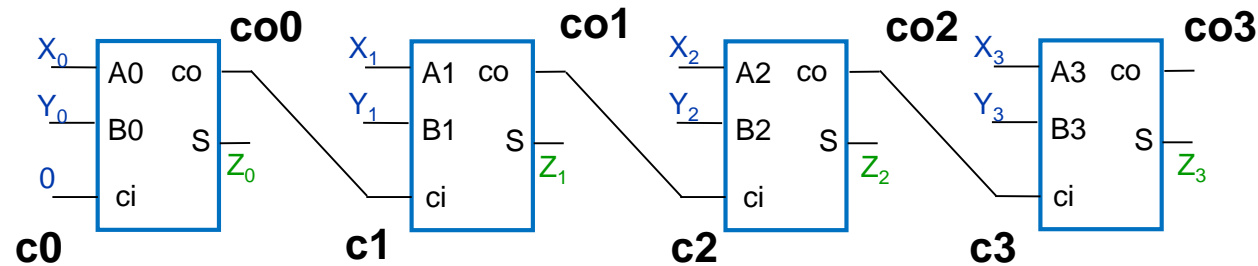 co0 co1 co2 co3
X₀ A0 co X₁ A1 co X₂ A2 co X₃ A3 co
Y₀ B0 Y₁ B1 Y₂ B2 Y₃ B3
S Z₀ S Z₁ S Z₂ S Z₃
0 ci ci ci ci
c0 c1 c2 c3